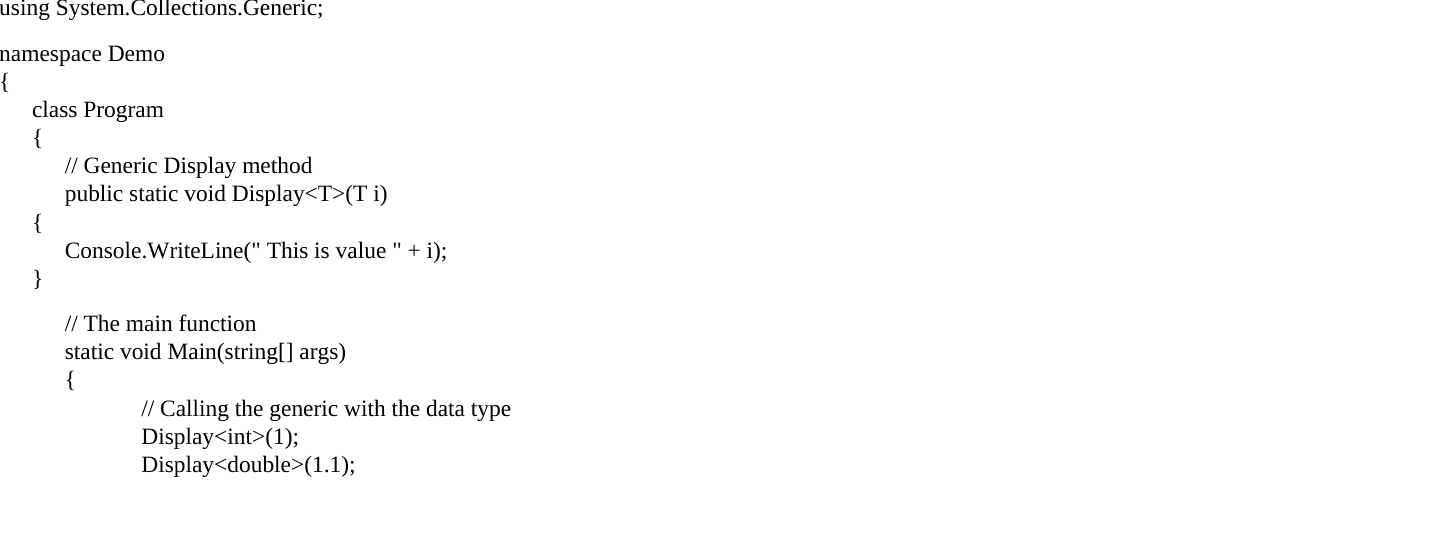 using System.Collections.Generic;
namespace Demo
{
class Program
{
// Generic Display method
public static void Display<T>(T i)
{
Console.WriteLine(" This is value " + i);
}
// The main function
static void Main(string[] args)
{
// Calling the generic with the data type
Display<int>(1);
Display<double>(1.1);